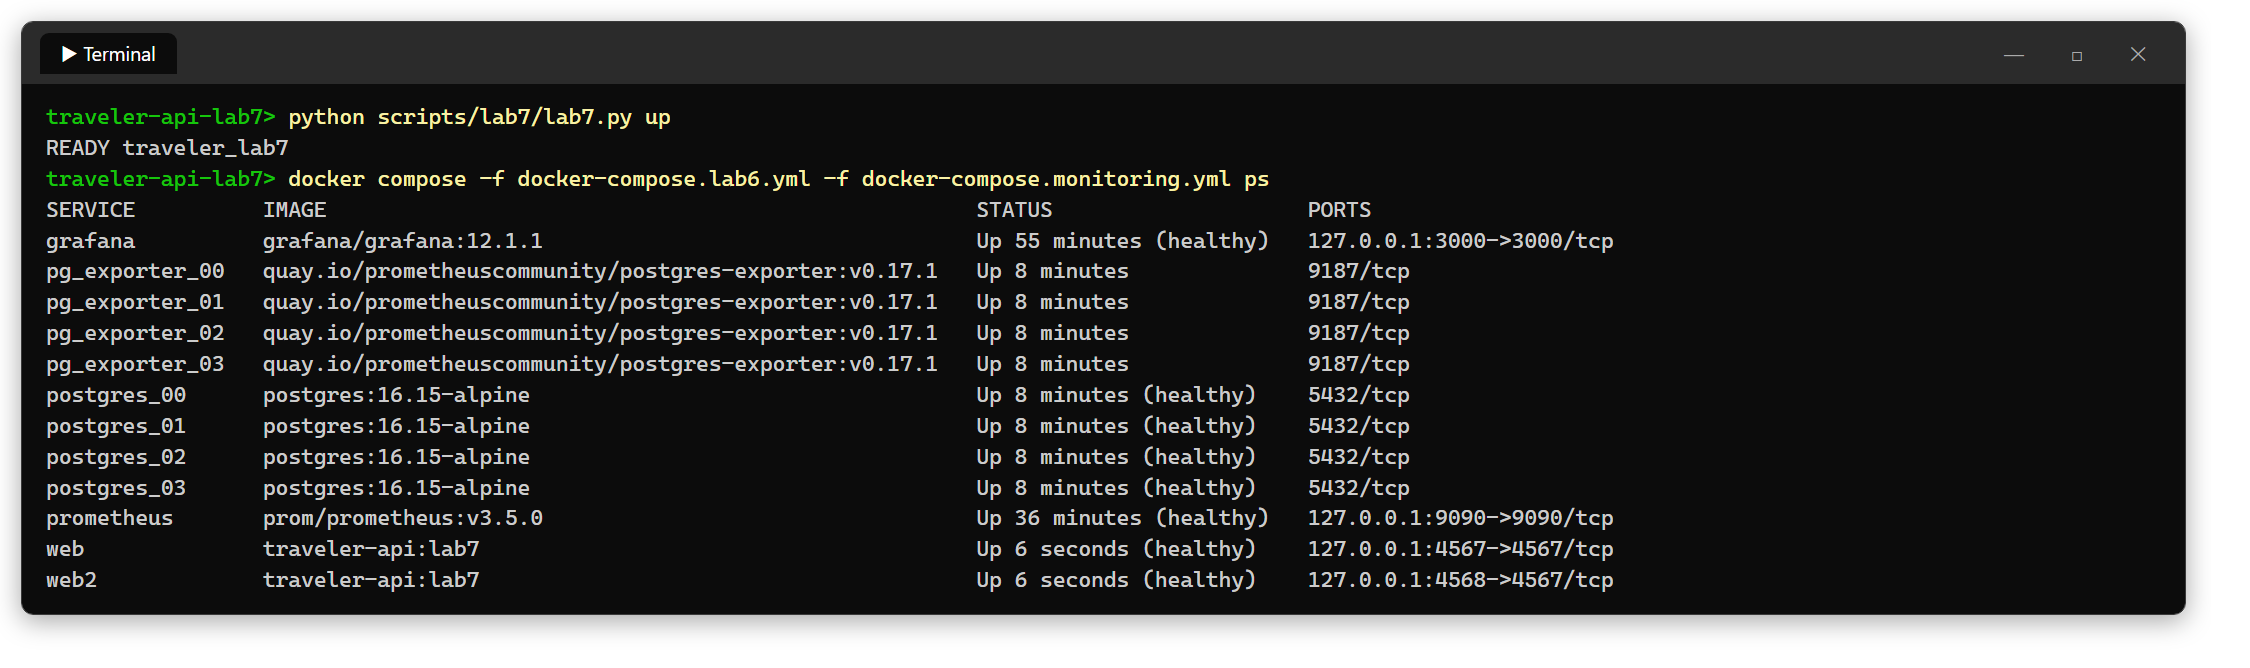 ▶ Terminal
traveler-api-lab7> python scripts/lab7/lab7.py up
READY traveler_lab7
traveler-api-lab7> docker compose -f docker-compose.lab6.yml -f docker-compose.monitoring.yml ps
SERVICE          IMAGE                                                   STATUS                    PORTS
grafana          grafana/grafana:12.1.1                                  Up 55 minutes (healthy)   127.0.0.1:3000->3000/tcp
pg_exporter_00   quay.io/prometheuscommunity/postgres-exporter:v0.17.1   Up 8 minutes              9187/tcp
pg_exporter_01   quay.io/prometheuscommunity/postgres-exporter:v0.17.1   Up 8 minutes              9187/tcp
pg_exporter_02   quay.io/prometheuscommunity/postgres-exporter:v0.17.1   Up 8 minutes              9187/tcp
pg_exporter_03   quay.io/prometheuscommunity/postgres-exporter:v0.17.1   Up 8 minutes              9187/tcp
postgres_00      postgres:16.15-alpine                                   Up 8 minutes (healthy)    5432/tcp
postgres_01      postgres:16.15-alpine                                   Up 8 minutes (healthy)    5432/tcp
postgres_02      postgres:16.15-alpine                                   Up 8 minutes (healthy)    5432/tcp
postgres_03      postgres:16.15-alpine                                   Up 8 minutes (healthy)    5432/tcp
prometheus       prom/prometheus:v3.5.0                                  Up 36 minutes (healthy)   127.0.0.1:9090->9090/tcp
web              traveler-api:lab7                                       Up 6 seconds (healthy)    127.0.0.1:4567->4567/tcp
web2             traveler-api:lab7                                       Up 6 seconds (healthy)    127.0.0.1:4568->4567/tcp